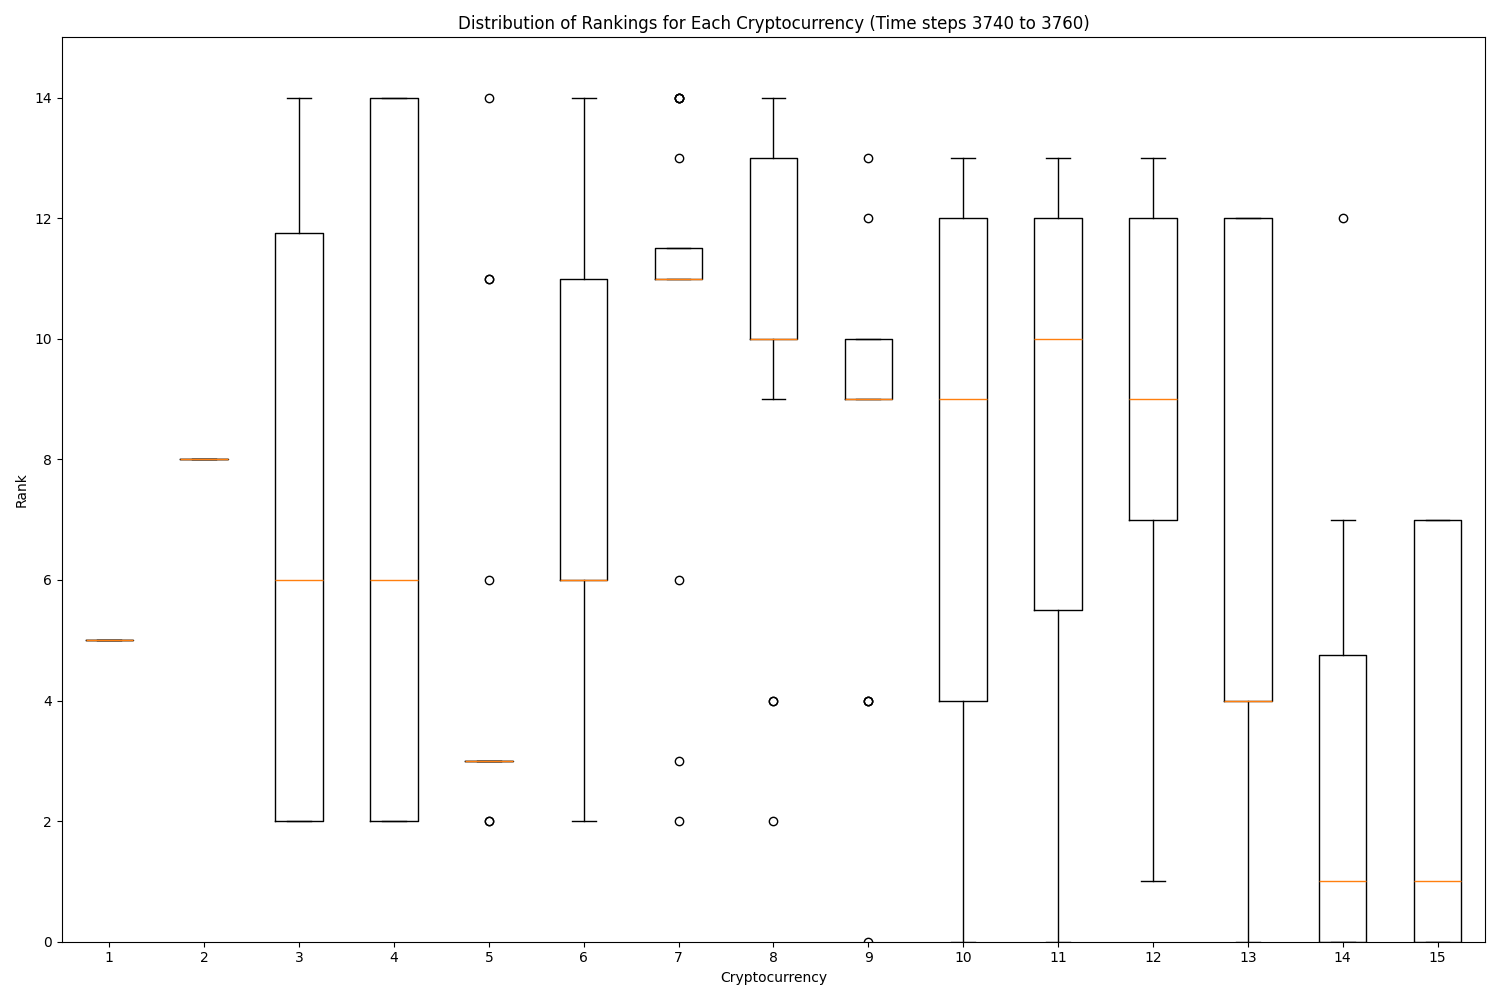 Distribution of Rankings for Each Cryptocurrency (Time steps 3740 to 3760)
Rank
14
12
10
8
6
4
2
0
1 2 3 4 5 6 7 8 9 10 11 12 13 14 15
Cryptocurrency